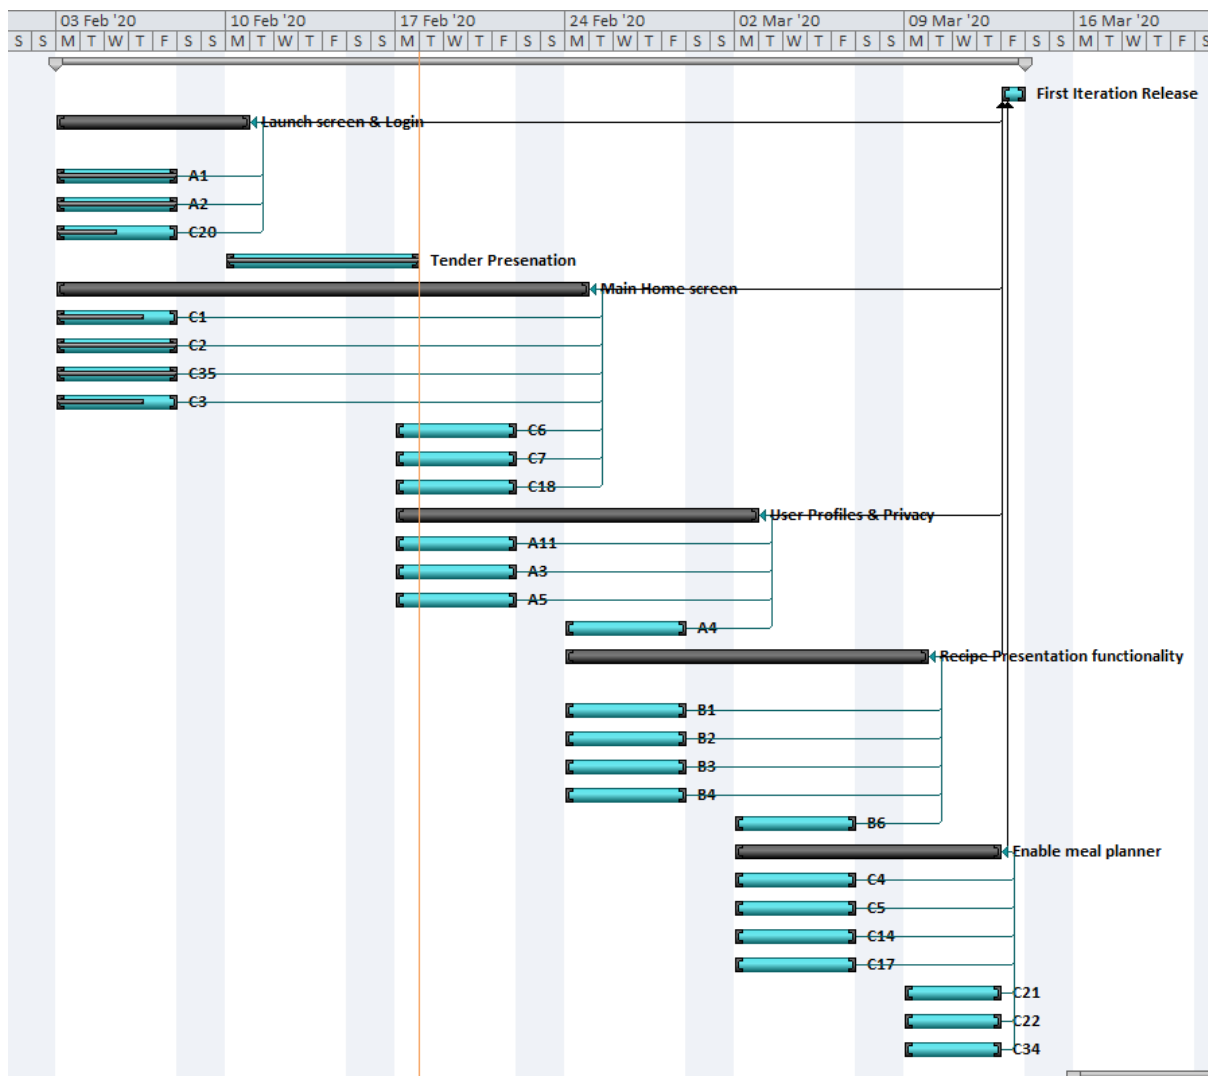 03 Feb '20 10 Feb '20 17 Feb '20 24 Feb '20 02 Mar '20 09 Mar '20 16 Mar '20
S S M T W T F S S M T W T F S S M T W T F S S M T W T F S S M T W T F S S M T W T F S S M T W T F S
First Iteration Release
Launch screen & Login
A1
A2
C20
Tender Presenation
Main Home screen
C1
C2
C35
C3
C6
C7
C18
User Profiles & Privacy
A11
A3
A5
A4
Recipe Presentation functionality
B1
B2
B3
B4
B6
Enable meal planner
C4
C5
C14
C17
C21
C22
C34